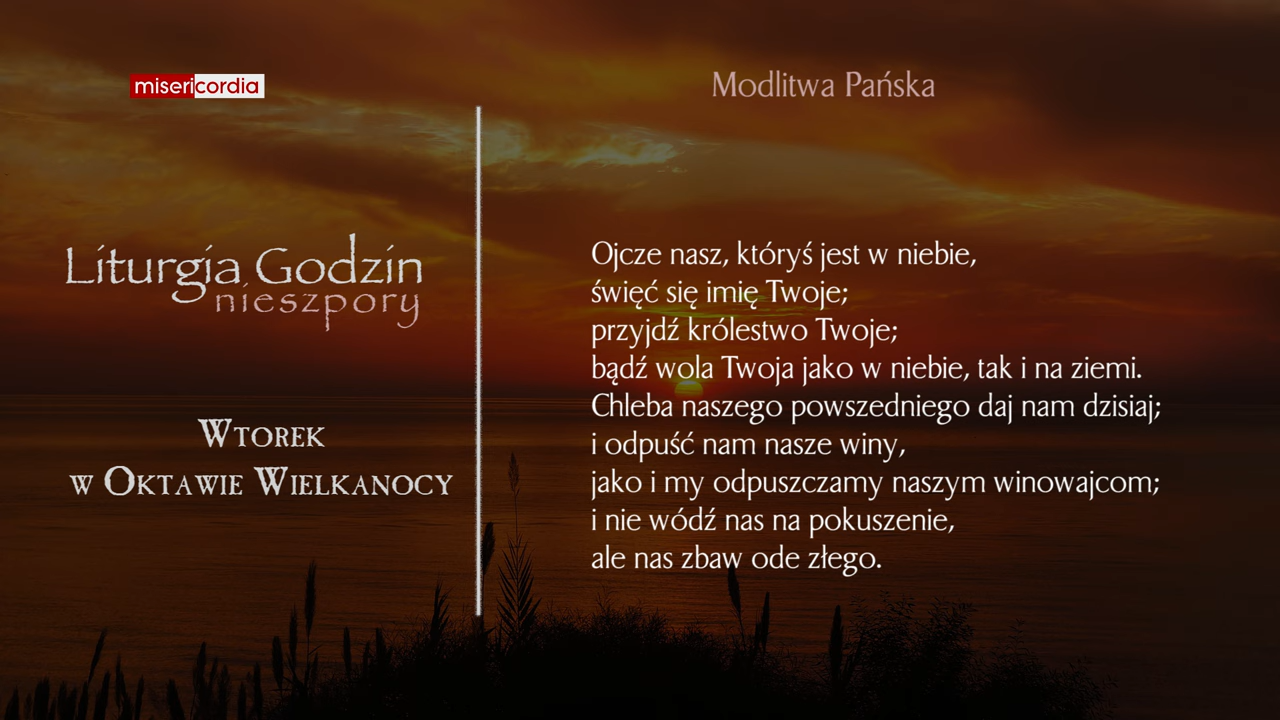 misericordia
Liturgia Godzin
nieszpory
Wtorek
w Oktawie Wielkanocy
Modlitwa Pańska
Ojcze nasz, któryś jest w niebie,
święć się imię Twoje;
przyjdź królestwo Twoje;
bądź wola Twoja jako w niebie, tak i na ziemi.
Chleba naszego powszedniego daj nam dzisiaj;
i odpuść nam nasze winy,
jako i my odpuszczamy naszym winowajcom;
i nie wódź nas na pokuszenie,
ale nas zbaw ode złego.